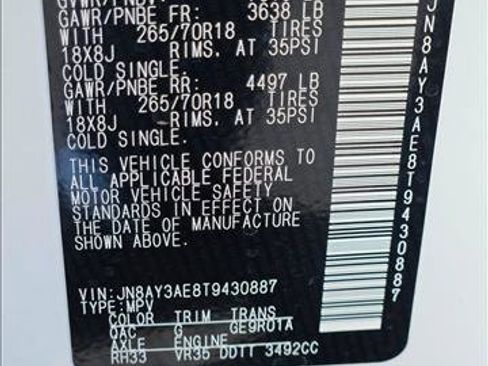 GAWR/PNBE FR: 3638 LB
WITH 265/70R18 TIRES
18X8J RIMS, AT 35PSI
COLD SINGLE.
GAWR/PNBE RR: 4497 LB
WITH 265/70R18 TIRES
18X8J RIMS, AT 35PSI
COLD SINGLE.
THIS VEHICLE CONFORMS TO
ALL APPLICABLE FEDERAL
MOTOR VEHICLE SAFETY
STANDARDS IN EFFECT ON
THE DATE OF MANUFACTURE
SHOWN ABOVE.
VIN:JN8AY3AE8T9430887
TYPE:MPV
COLOR TRIM TRANS
QAC G GE9R01A
AXLE ENGINE
RH33 VR35 DDTT 3492CC
JN8AY3AE8T9430887